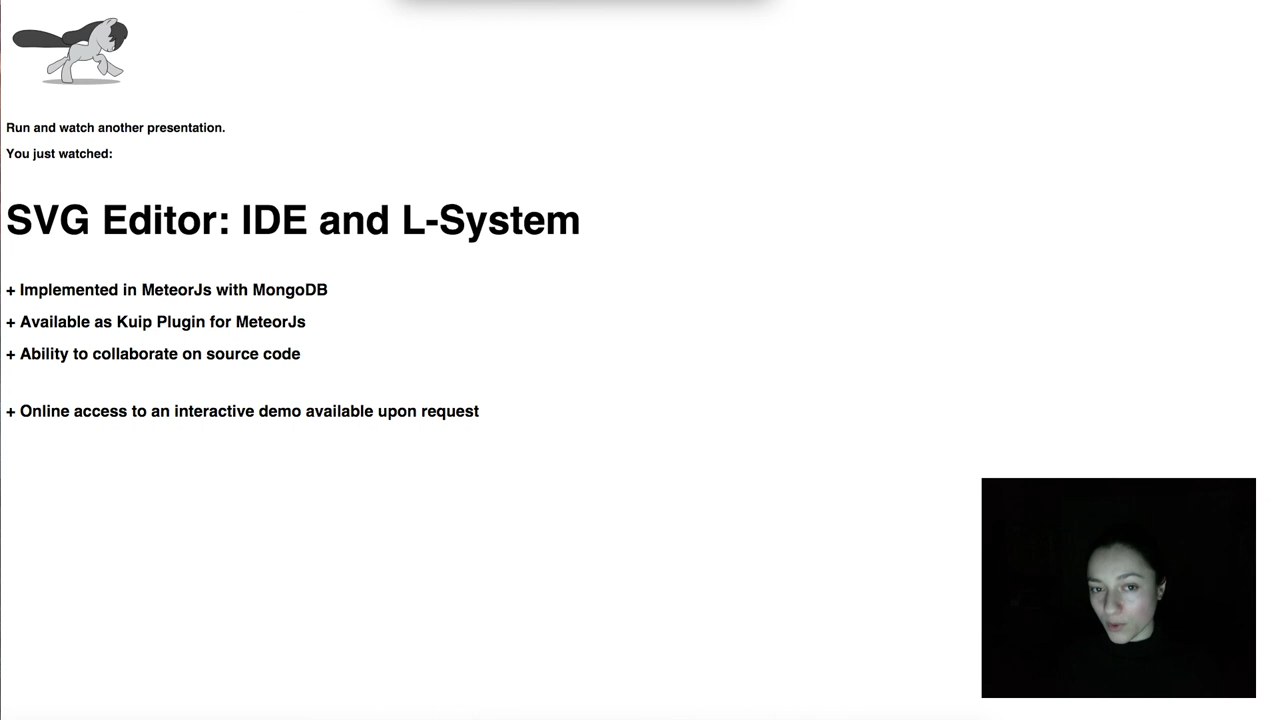 Run and watch another presentation.
You just watched:
SVG Editor: IDE and L-System
+ Implemented in MeteorJs with MongoDB
+ Available as Kuip Plugin for MeteorJs
+ Ability to collaborate on source code
+ Online access to an interactive demo available upon request